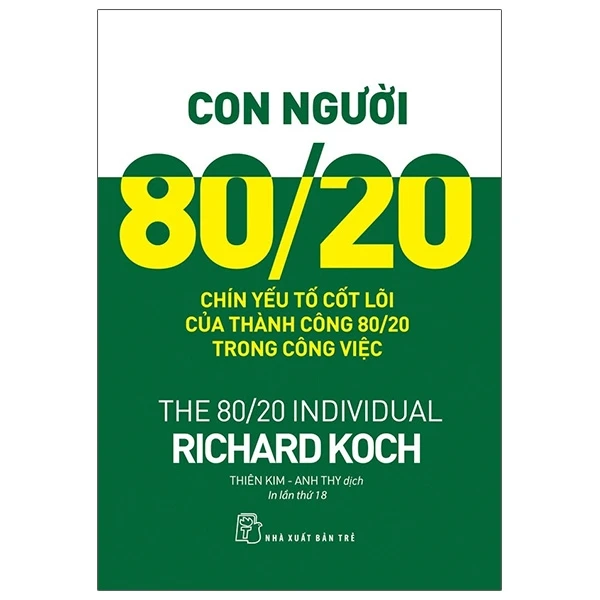 CON NGƯỜI
80/20
CHÍN YẾU TỐ CỐT LÕI
CỦA THÀNH CÔNG 80/20
TRONG CÔNG VIỆC
THE 80/20 INDIVIDUAL
RICHARD KOCH
THIÊN KIM - ANH THY dịch
In lần thứ 18
NHÀ XUẤT BẢN TRẺ